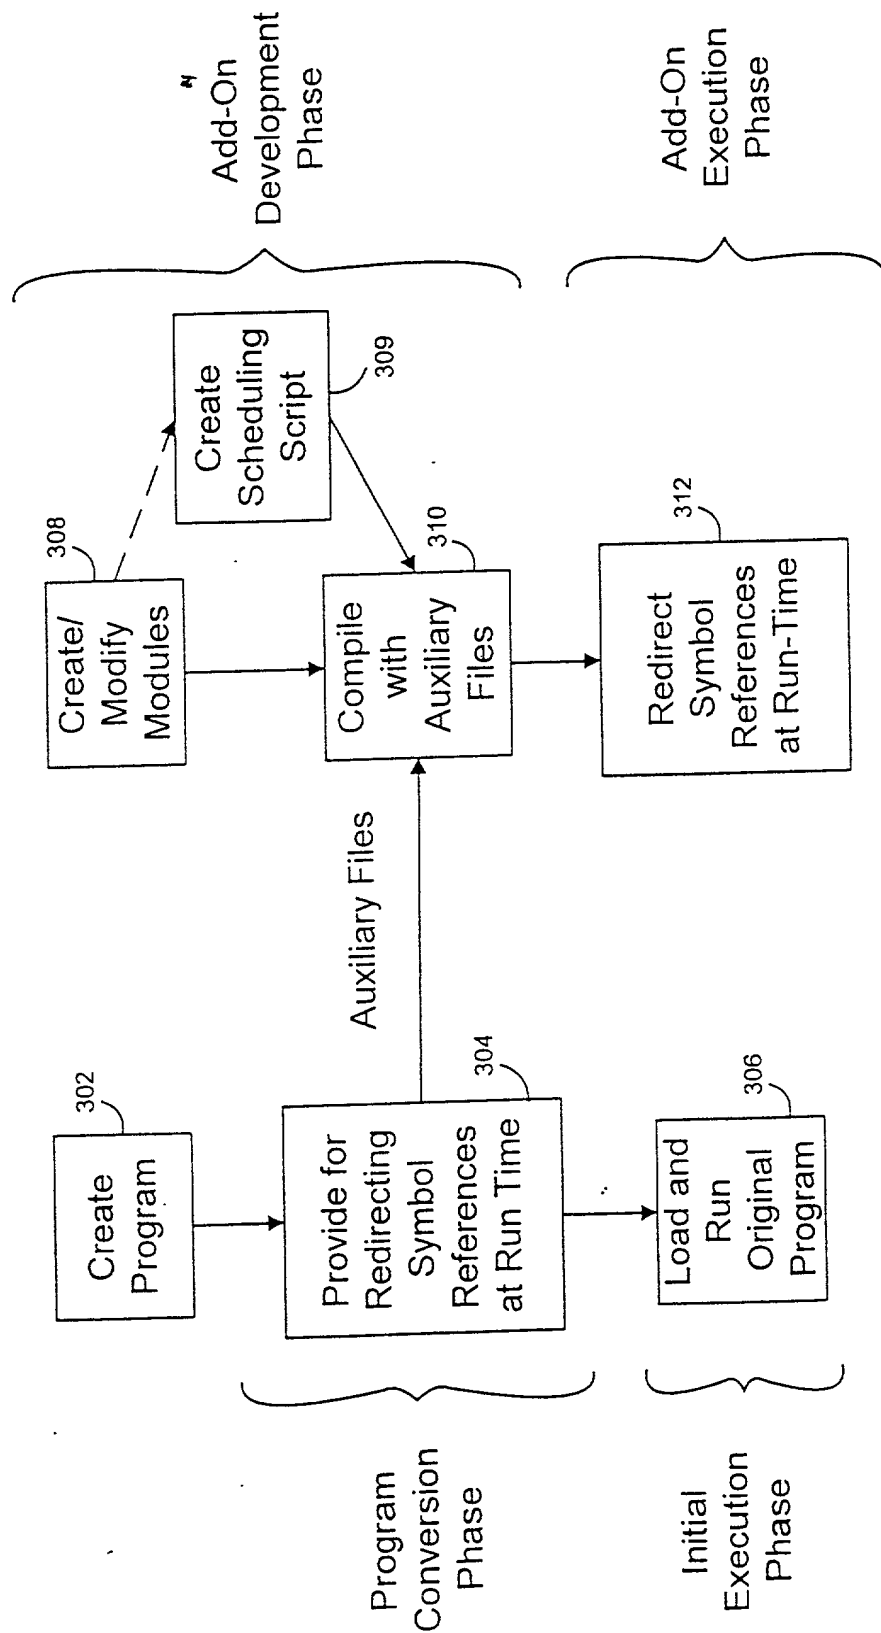 302
Create
Program
Program
Conversion
Phase
Provide for
Redirecting
Symbol
References
at Run Time
304
Auxiliary Files
Initial
Execution
Phase
Load and
Run
Original
Program
306
308
Create/
Modify
Modules
Create
Scheduling
Script
309
Add-On
Development
Phase
Compile
with
Auxiliary
Files
310
Redirect
Symbol
References
at Run-Time
312
Add-On
Execution
Phase